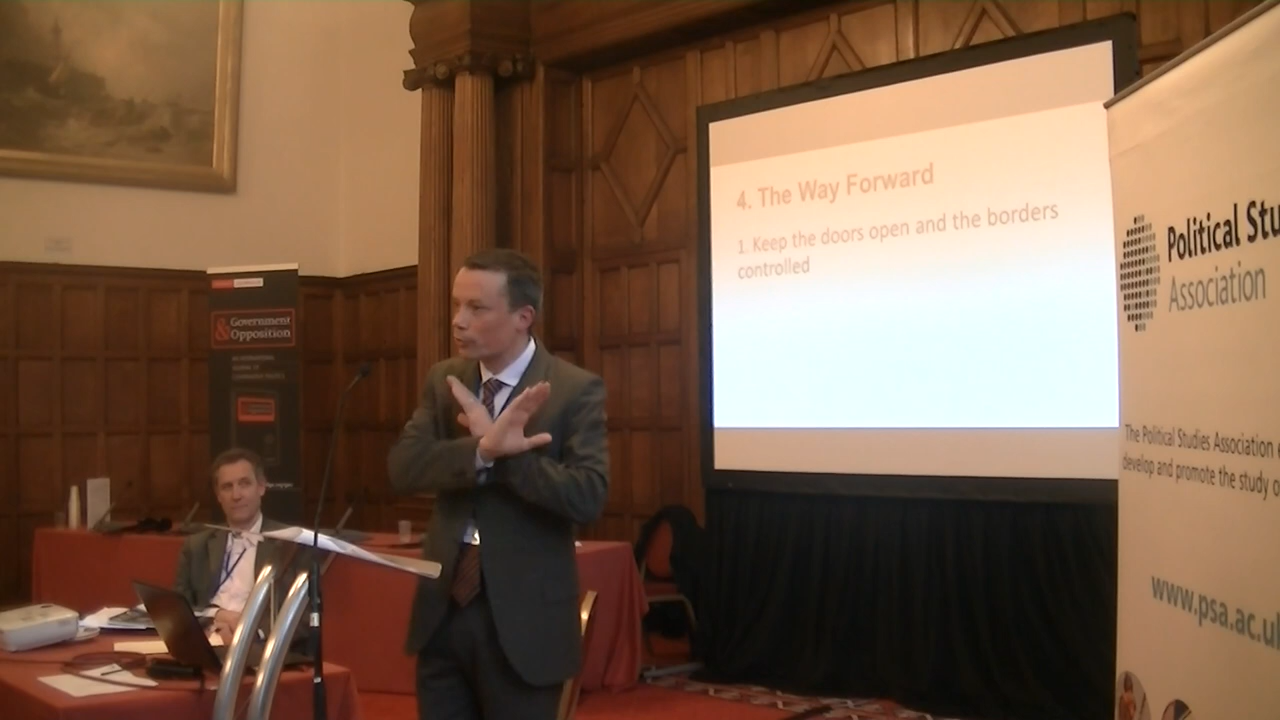 4. The Way Forward
1. Keep the doors open and the borders
controlled
Government
& Opposition
Political Stu
Association
The Political Studies Association
develop and promote the study
www.psa.ac.u